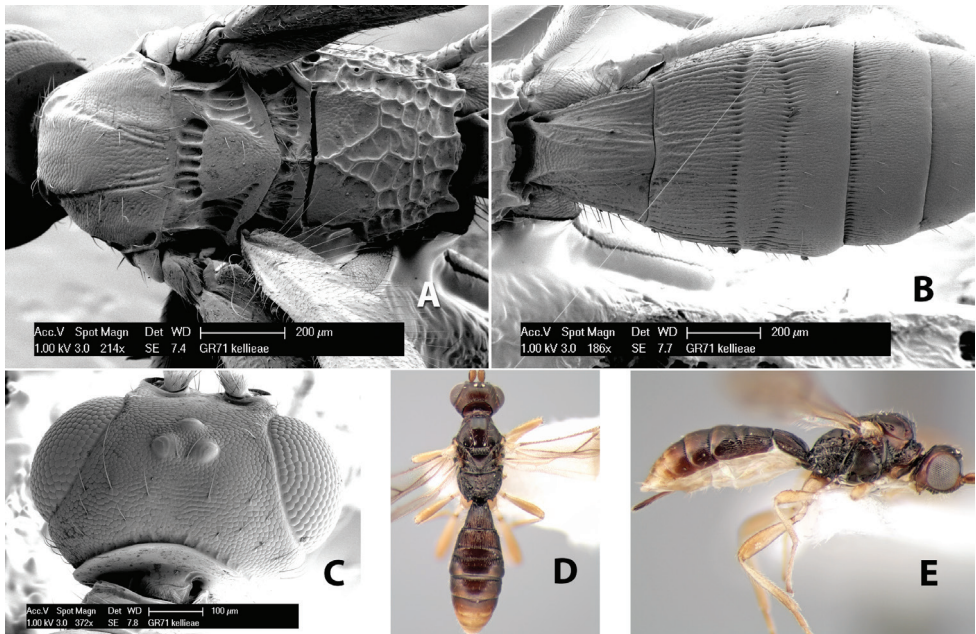 A
Acc.V Spot Magn Det WD 200 µm
1.00 kV 3.0 214x SE 7.4 GR71 kellieae
B
Acc.V Spot Magn Det WD 200 µm
1.00 kV 3.0 186x SE 7.7 GR71 kellieae
C
Acc.V Spot Magn Det WD 100 µm
1.00 kV 3.0 372x SE 7.8 GR71 kellieae
D
E